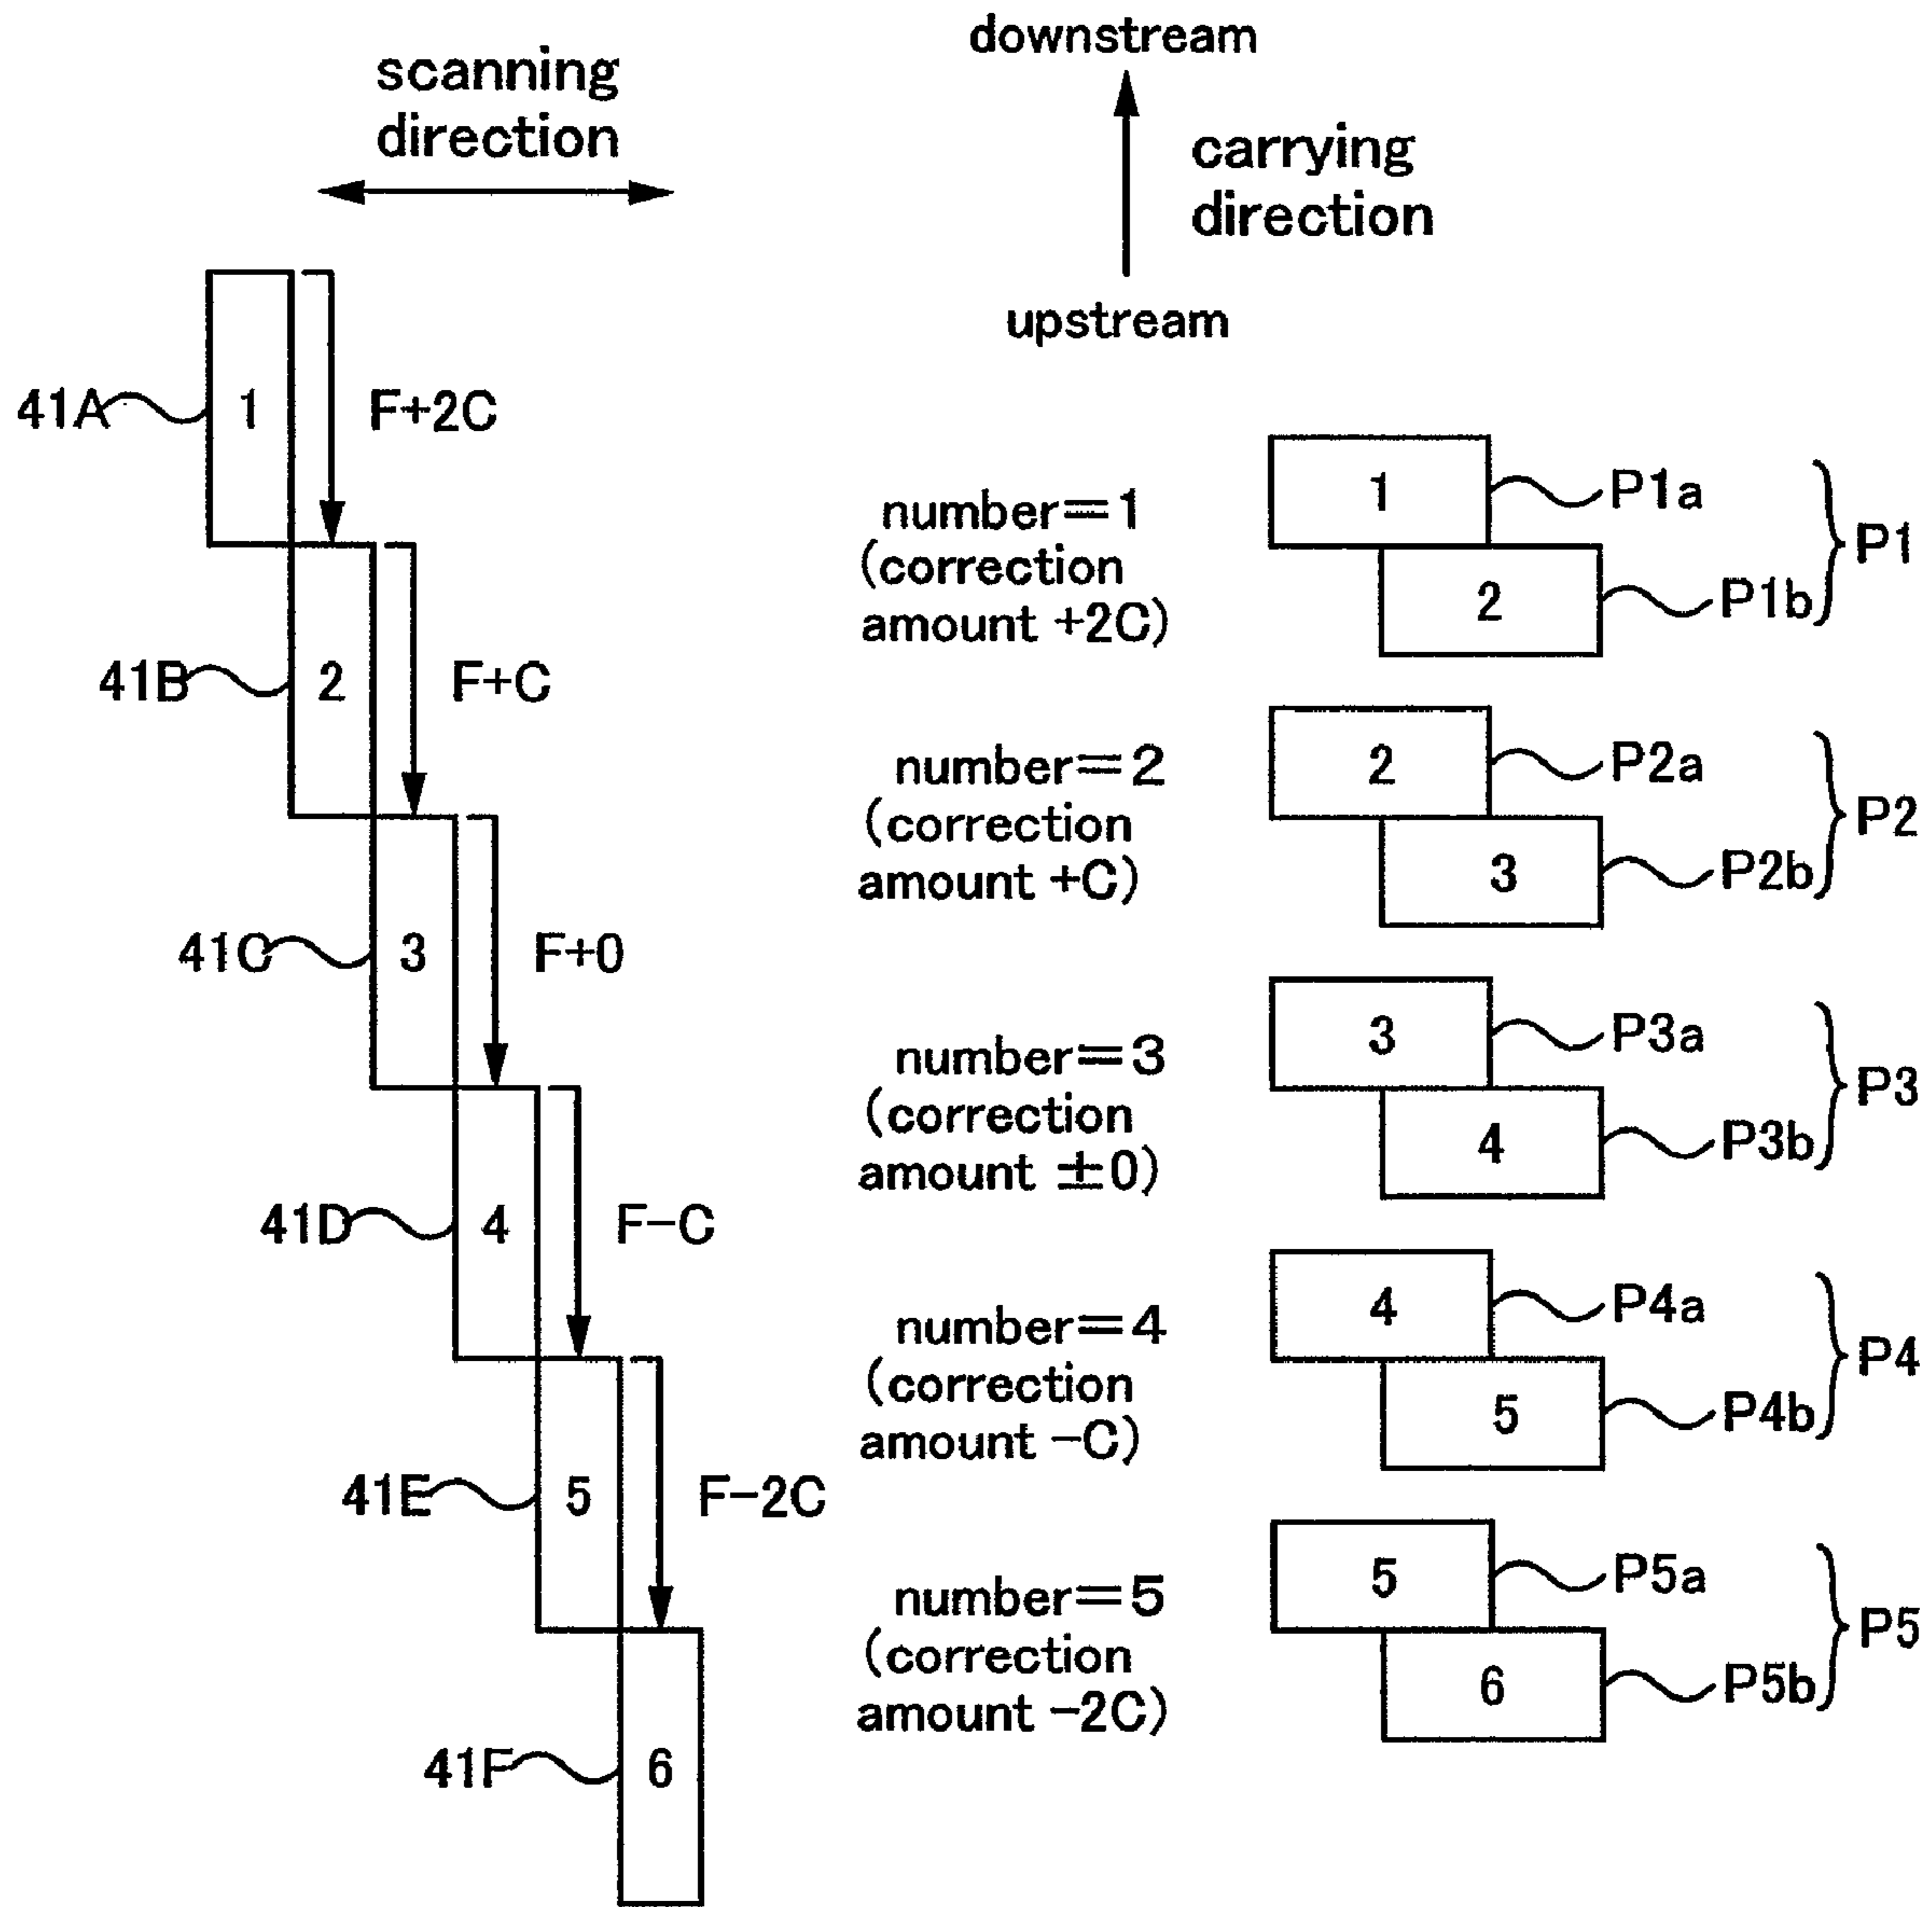 downstream
scanning
direction
carrying
direction
upstream
41A
1
F+2C
41B
2
F+C
41C
3
F+0
41D
4
F−C
41E
5
F−2C
41F
6
number=1
(correction
amount +2C)
1
P1a
2
P1b
P1
number=2
(correction
amount +C)
2
P2a
3
P2b
P2
number=3
(correction
amount ±0)
3
P3a
4
P3b
P3
number=4
(correction
amount −C)
4
P4a
5
P4b
P4
number=5
(correction
amount −2C)
5
P5a
6
P5b
P5